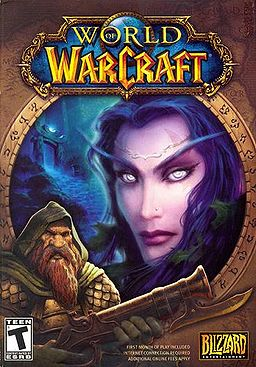 WORLD
OF
WARCRAFT
TEEN
T
ESRB
FIRST MONTH OF PLAY INCLUDED
INTERNET CONNECTION REQUIRED
ADDITIONAL ONLINE FEES APPLY
BLIZZARD
ENTERTAINMENT